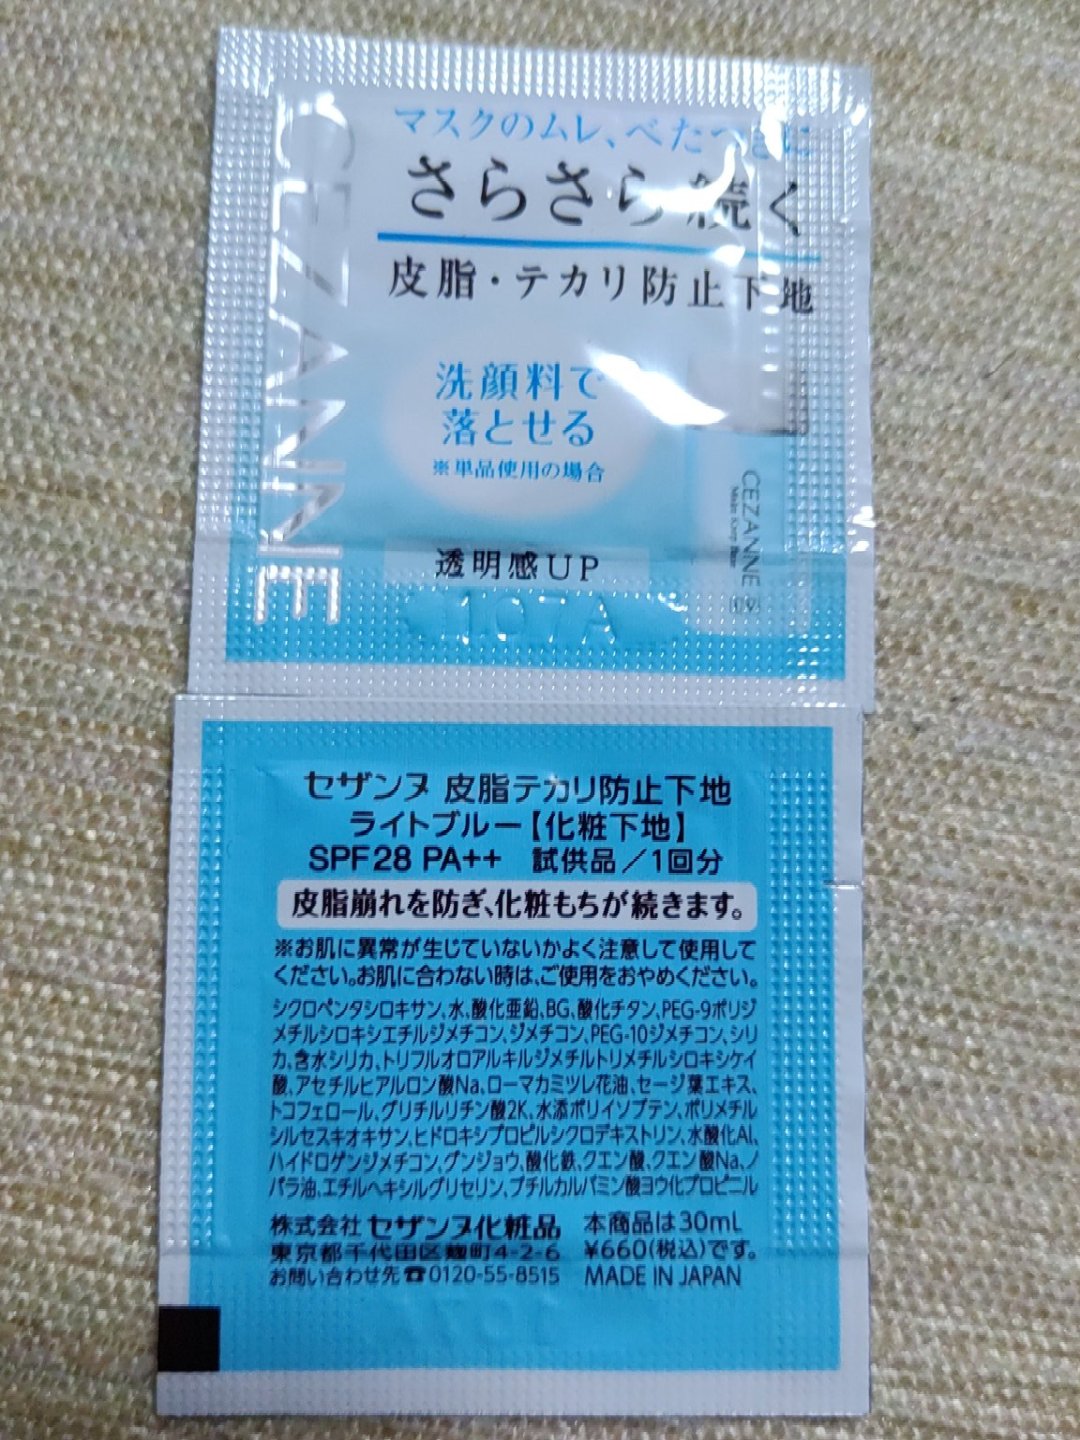 CEZANNE
マスクのムレ、べたつきに
さらさら続く
皮脂・テカリ防止下地
洗顔料で
落とせる
※単品使用の場合
透明感UP
CEZANNE
107A
セザンヌ 皮脂テカリ防止下地
ライトブルー【化粧下地】
SPF28 PA++ 試供品/1回分
皮脂崩れを防ぎ、化粧もちが続きます。
※お肌に異常が生じていないかよく注意して使用して
ください。お肌に合わない時は、ご使用をおやめください。
シクロペンタシロキサン、水、酸化亜鉛、BG、酸化チタン、PEG-9ポリジ
メチルシロキシエチルジメチコン、ジメチコン、PEG-10ジメチコン、シリ
カ、含水シリカ、トリフルオロアルキルジメチルトリメチルシロキシケイ
酸、アセチルヒアルロン酸Na、ローマカミツレ花油、セージ葉エキス、
トコフェロール、グリチルリチン酸2K、水添ポリイソブテン、ポリメチル
シルセスキオキサン、ヒドロキシプロピルシクロデキストリン、水酸化Al、
ハイドロゲンジメチコン、グンジョウ、酸化鉄、クエン酸、クエン酸Na、ノ
バラ油、エチルヘキシルグリセリン、ブチルカルバミン酸ヨウ化プロピニル
株式会社 セザンヌ化粧品 本商品は30mL
東京都千代田区麹町4-2-6 ¥660(税込)です。
お問い合わせ先☎0120-55-8515 MADE IN JAPAN